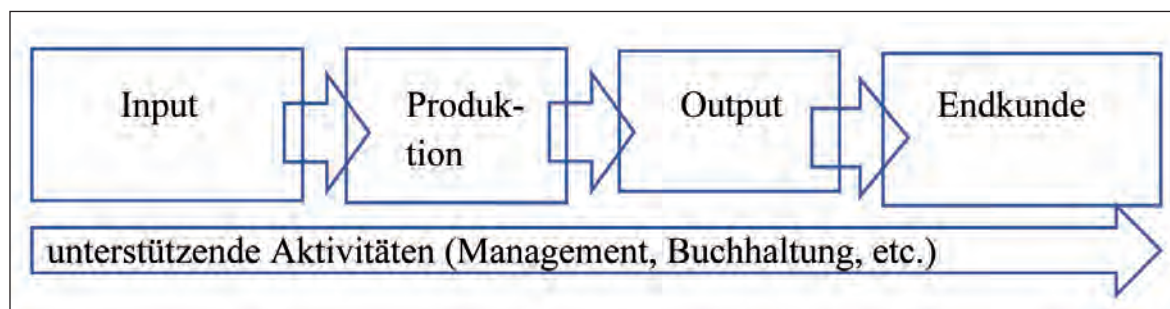 Input
Produk-
tion
Output
Endkunde
unterstützende Aktivitäten (Management, Buchhaltung, etc.)